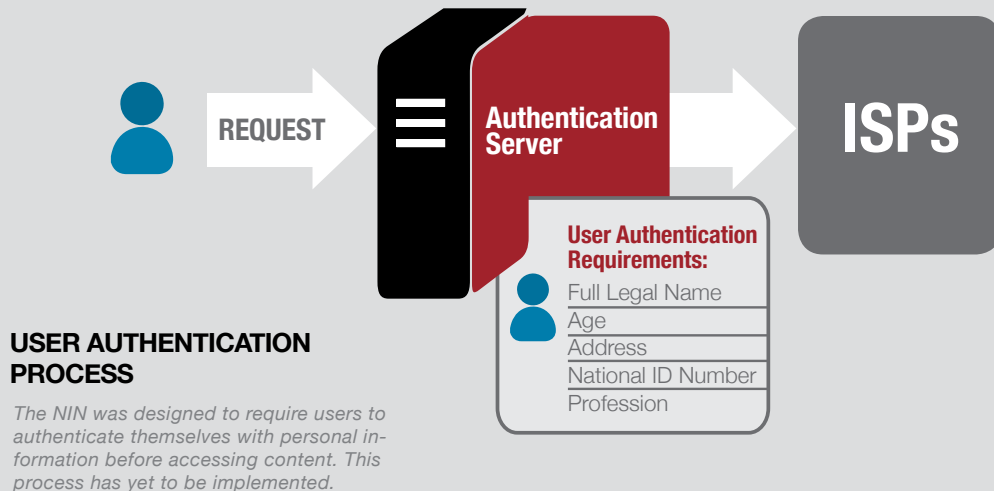 REQUEST
Authentication
Server
ISPs
User Authentication
Requirements:
Full Legal Name
Age
Address
National ID Number
Profession
USER AUTHENTICATION
PROCESS
The NIN was designed to require users to
authenticate themselves with personal in-
formation before accessing content. This
process has yet to be implemented.